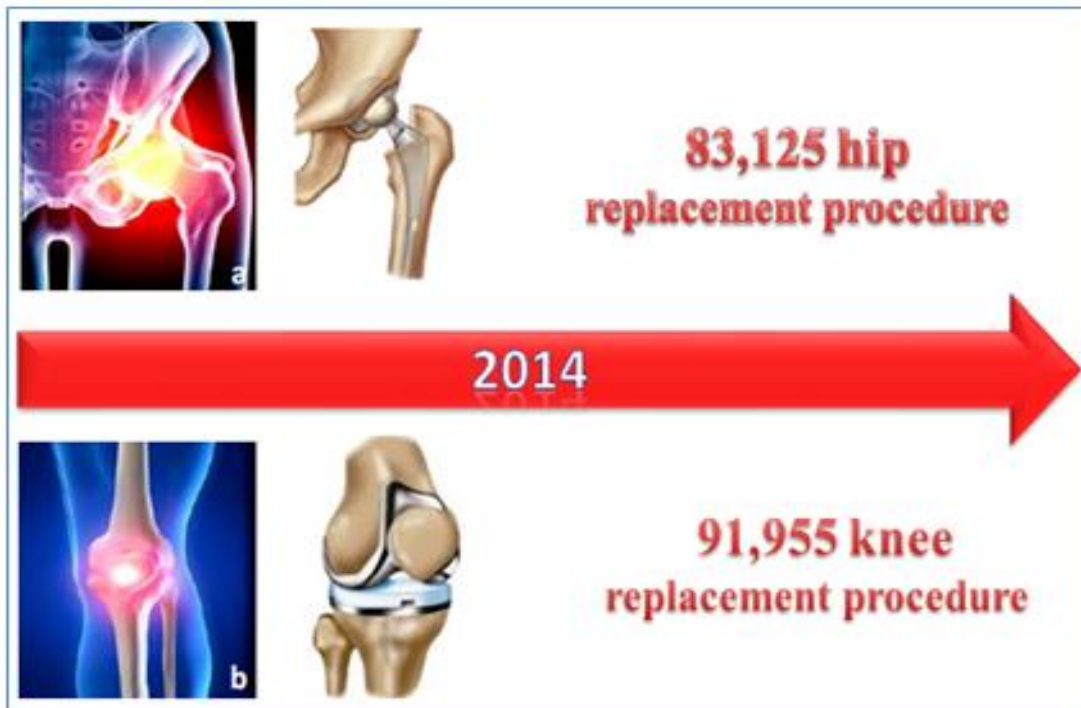 83,125 hip
replacement procedure
a
2014
91,955 knee
replacement procedure
b